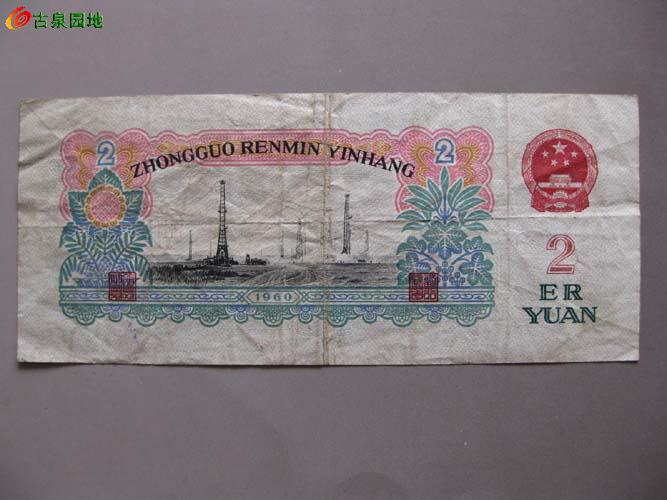 古泉园地
2
2
ZHONGGUO RENMIN YINHANG
1960
2
ER
YUAN